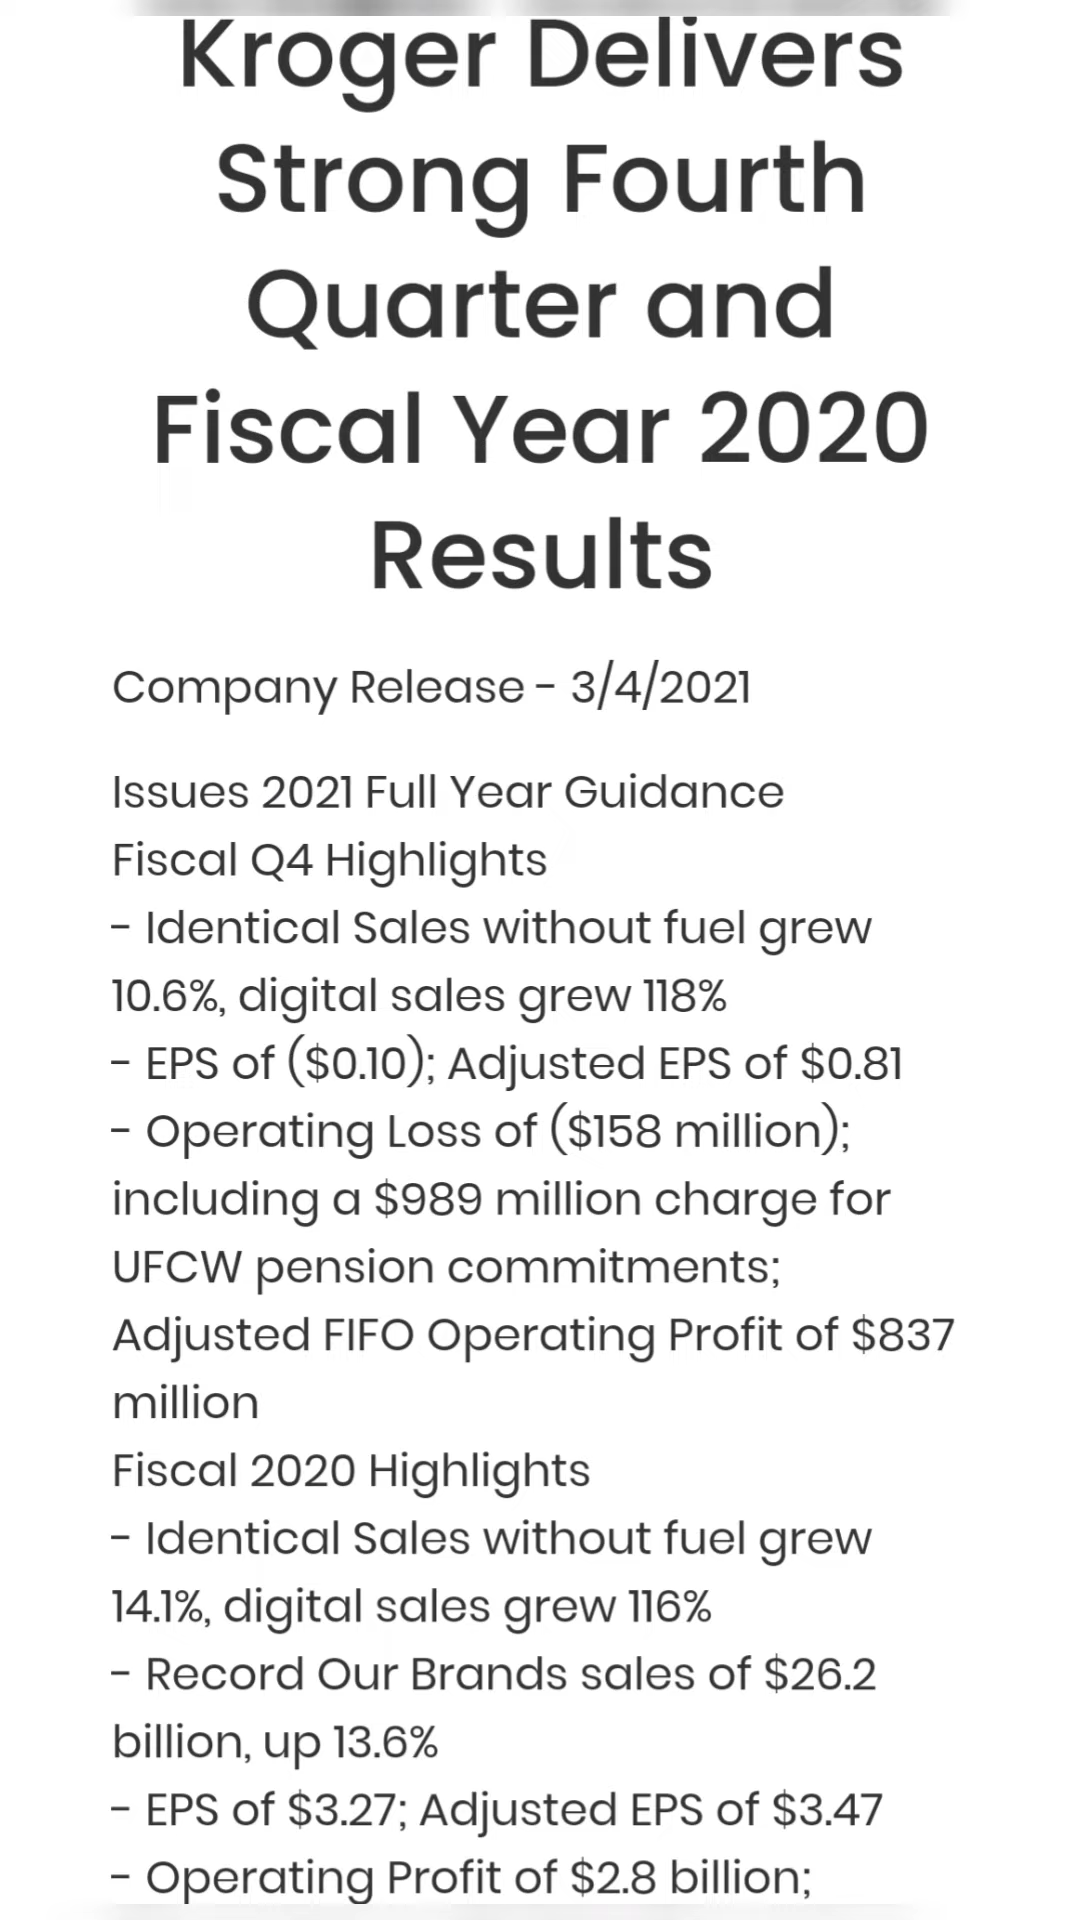 Kroger Delivers
Strong Fourth
Quarter and
Fiscal Year 2020
Results
Company Release - 3/4/2021
Issues 2021 Full Year Guidance
Fiscal Q4 Highlights
- Identical Sales without fuel grew
10.6%, digital sales grew 118%
- EPS of ($0.10); Adjusted EPS of $0.81
- Operating Loss of ($158 million);
including a $989 million charge for
UFCW pension commitments;
Adjusted FIFO Operating Profit of $837
million
Fiscal 2020 Highlights
- Identical Sales without fuel grew
14.1%, digital sales grew 116%
- Record Our Brands sales of $26.2
billion, up 13.6%
- EPS of $3.27; Adjusted EPS of $3.47
- Operating Profit of $2.8 billion;